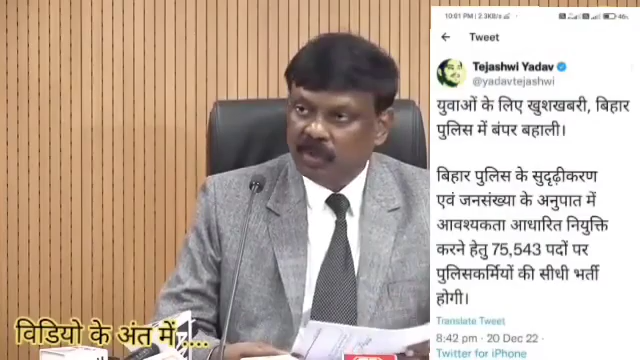 10:01 PM | 2.3KB/s
Tweet
Tejashwi Yadav
@yadavtejashwi
युवाओं के लिए खुशखबरी, बिहार
पुलिस में बंपर बहाली।
बिहार पुलिस के सुदृढ़ीकरण
एवं जनसंख्या के अनुपात में
आवश्यकता आधारित नियुक्ति
करने हेतु 75,543 पदों पर
पुलिसकर्मियों की सीधी भर्ती
होगी।
Translate Tweet
8:42 pm · 20 Dec 22 ·
Twitter for iPhone
विडियो के अंत में ....